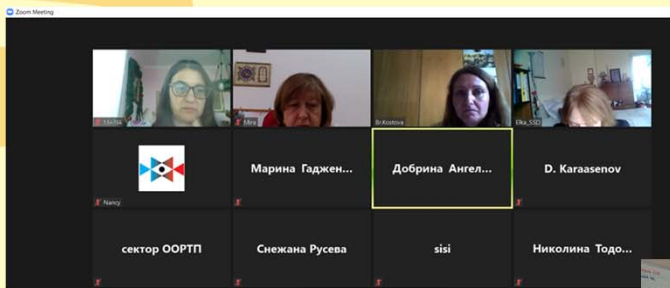 Zoom Meeting
Mira
Br.Kostova
Elka_SSD
Nancy
Марина Гаджен...
Добрина Ангел...
D. Karaasenov
сектор ООРТП
Снежана Русева
sisi
Николина Тодо...